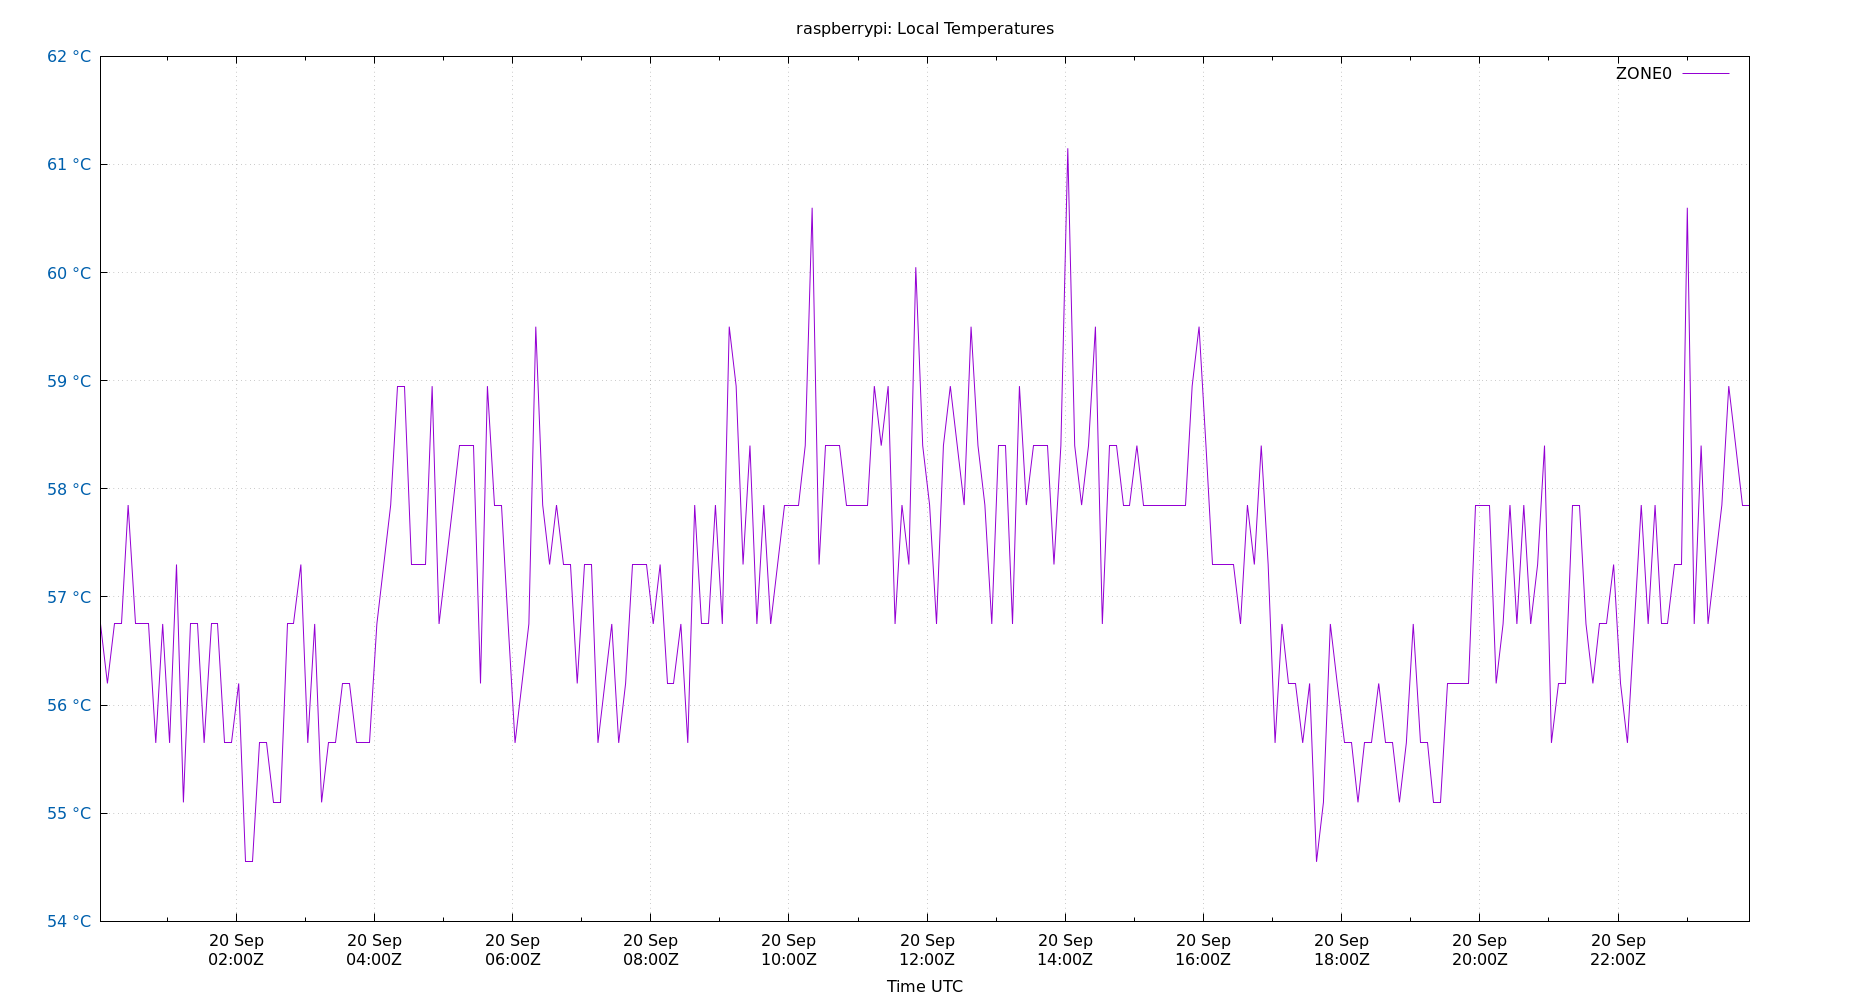 raspberrypi: Local Temperatures
62 °C
ZONE0
61 °C
60 °C
59 °C
58 °C
57 °C
56 °C
55 °C
54 °C
20 Sep 20 Sep 20 Sep 20 Sep 20 Sep 20 Sep 20 Sep 20 Sep 20 Sep 20 Sep 20 Sep
02:00Z 04:00Z 06:00Z 08:00Z 10:00Z 12:00Z 14:00Z 16:00Z 18:00Z 20:00Z 22:00Z
Time UTC